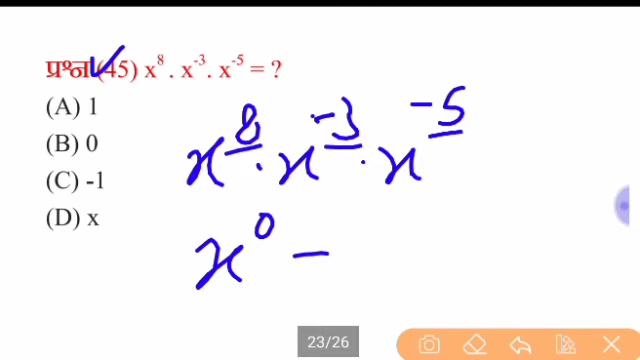 प्रश्न (45) x⁸ . x⁻³. x⁻⁵ = ?
(A) 1
(B) 0
(C) -1
(D) x
x⁸ . x⁻³ . x⁻⁵
x⁰ =
23/26